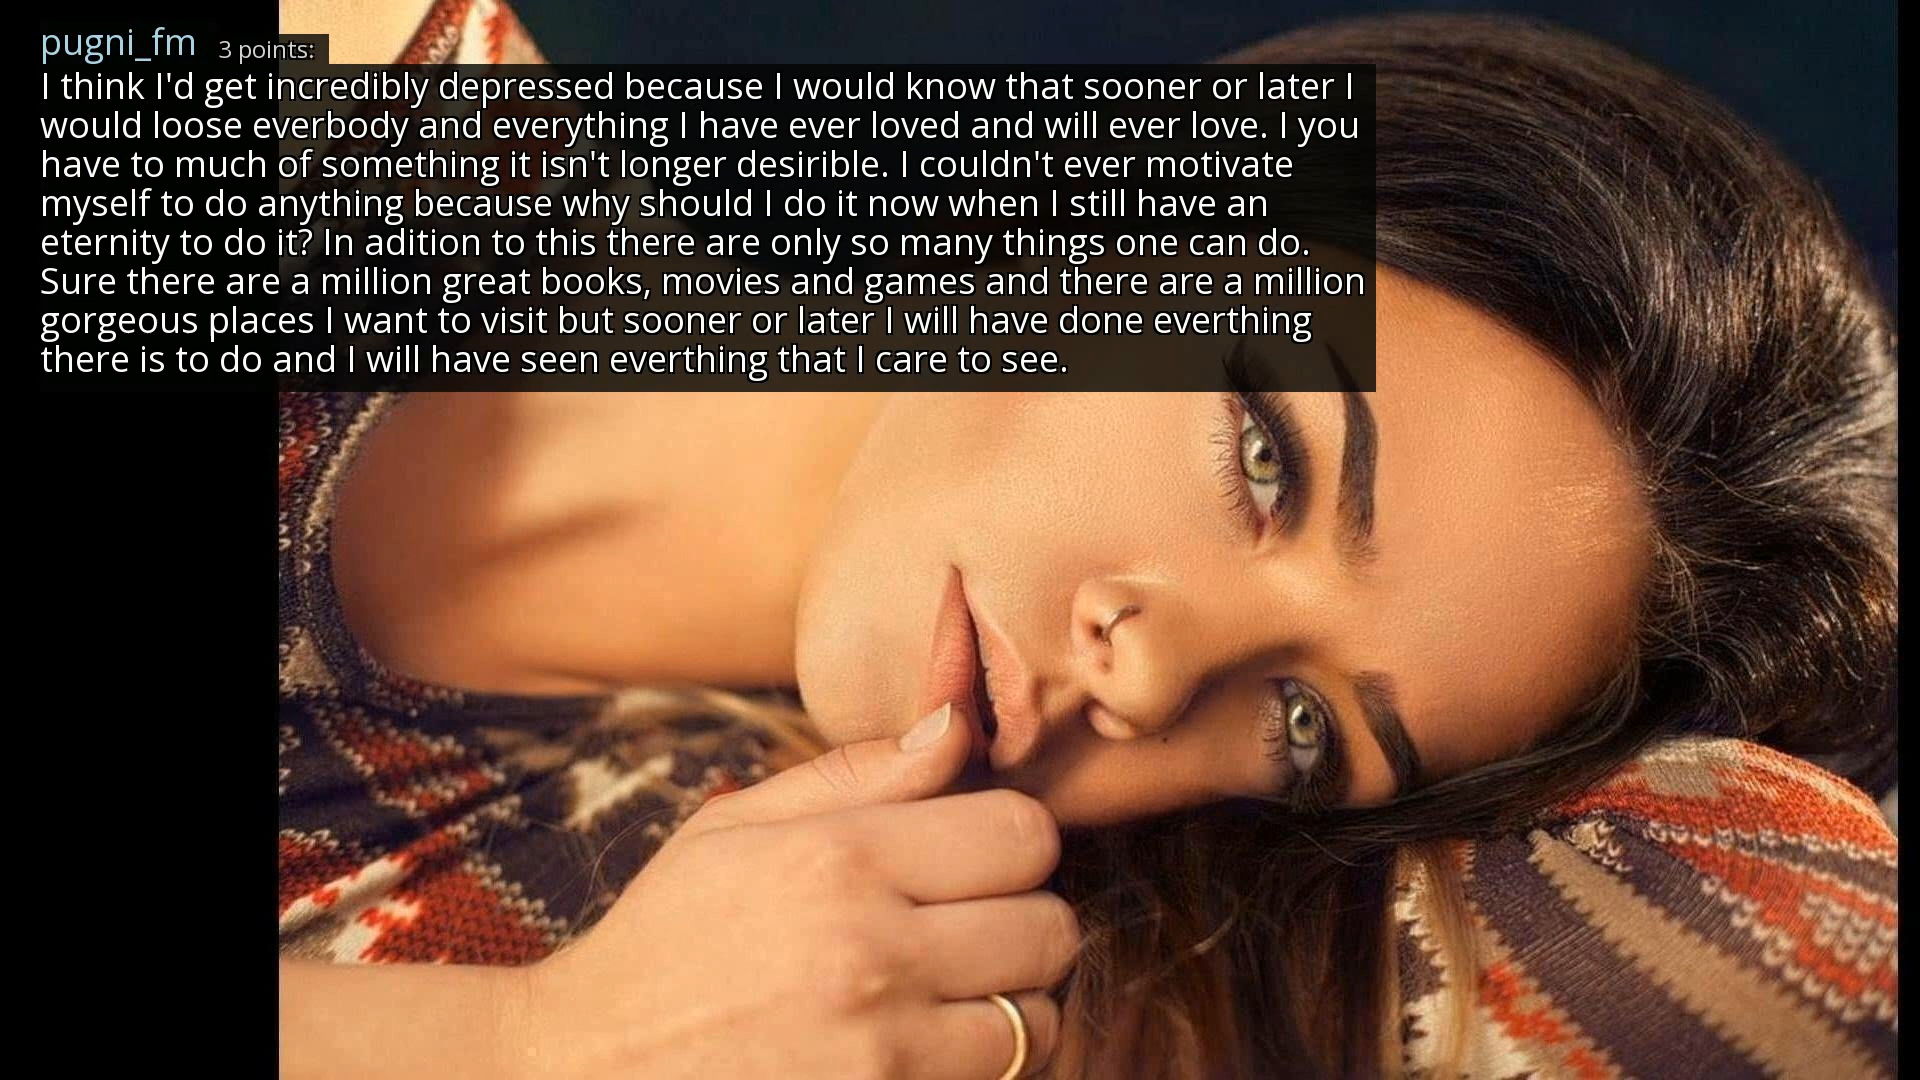 pugni_fm 3 points:
I think I'd get incredibly depressed because I would know that sooner or later I
would loose everbody and everything I have ever loved and will ever love. I you
have to much of something it isn't longer desirible. I couldn't ever motivate
myself to do anything because why should I do it now when I still have an
eternity to do it? In adition to this there are only so many things one can do.
Sure there are a million great books, movies and games and there are a million
gorgeous places I want to visit but sooner or later I will have done everthing
there is to do and I will have seen everthing that I care to see.